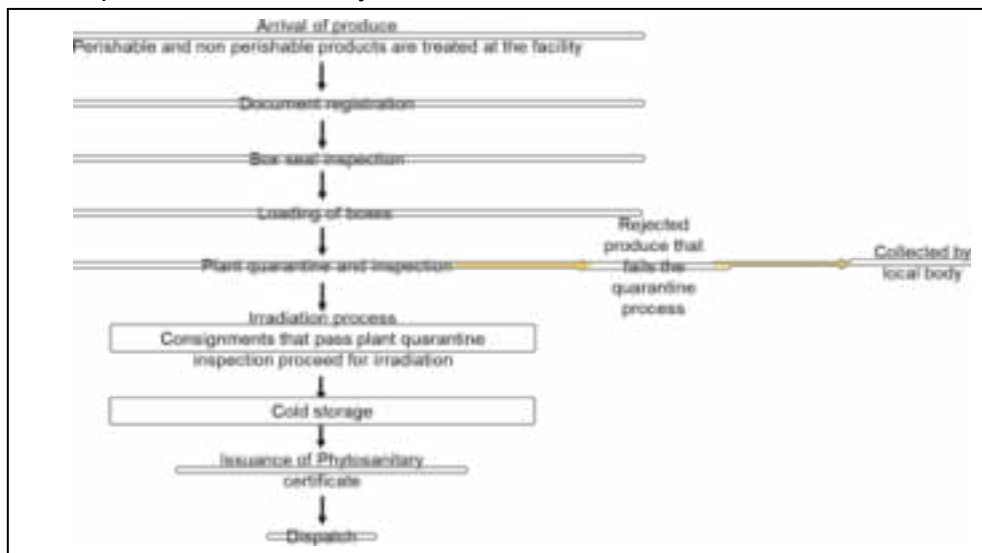 Arrival of produce
Perishable and non perishable products are treated at the facility
Document registration
Box seal inspection
Loading of boxes
Plant quarantine and inspection
Rejected
produce that
fails the
quarantine
process
Collected by
local body
Irradiation process
Consignments that pass plant quarantine
inspection proceed for irradiation
Cold storage
Issuance of Phytosanitary
certificate
Dispatch